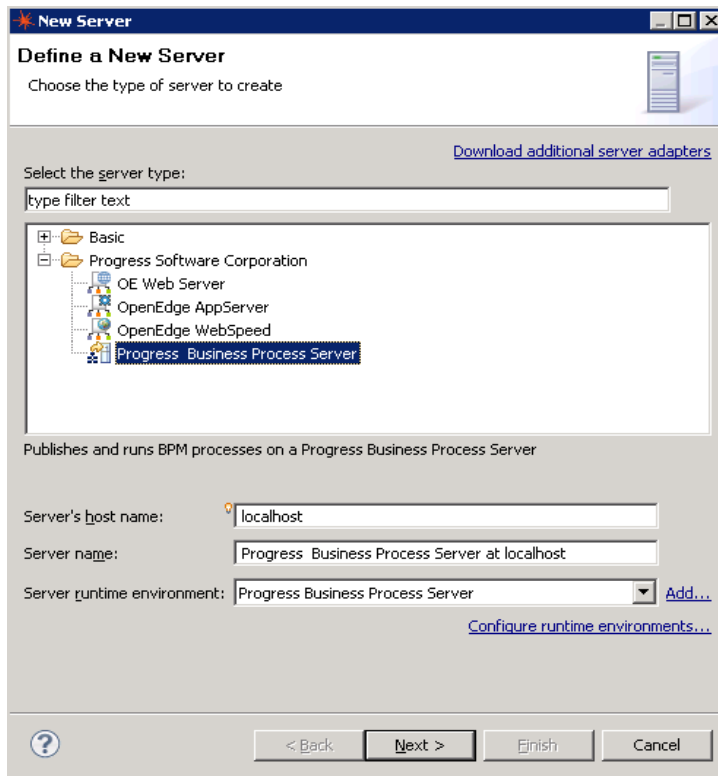 New Server
Define a New Server
Choose the type of server to create
Download additional server adapters
Select the server type:
type filter text
Basic
Progress Software Corporation
OE Web Server
OpenEdge AppServer
OpenEdge WebSpeed
Progress  Business Process Server
Publishes and runs BPM processes on a Progress Business Process Server
Server's host name: localhost
Server name: Progress  Business Process Server at localhost
Server runtime environment: Progress Business Process Server Add...
Configure runtime environments...
? < Back Next > Finish Cancel